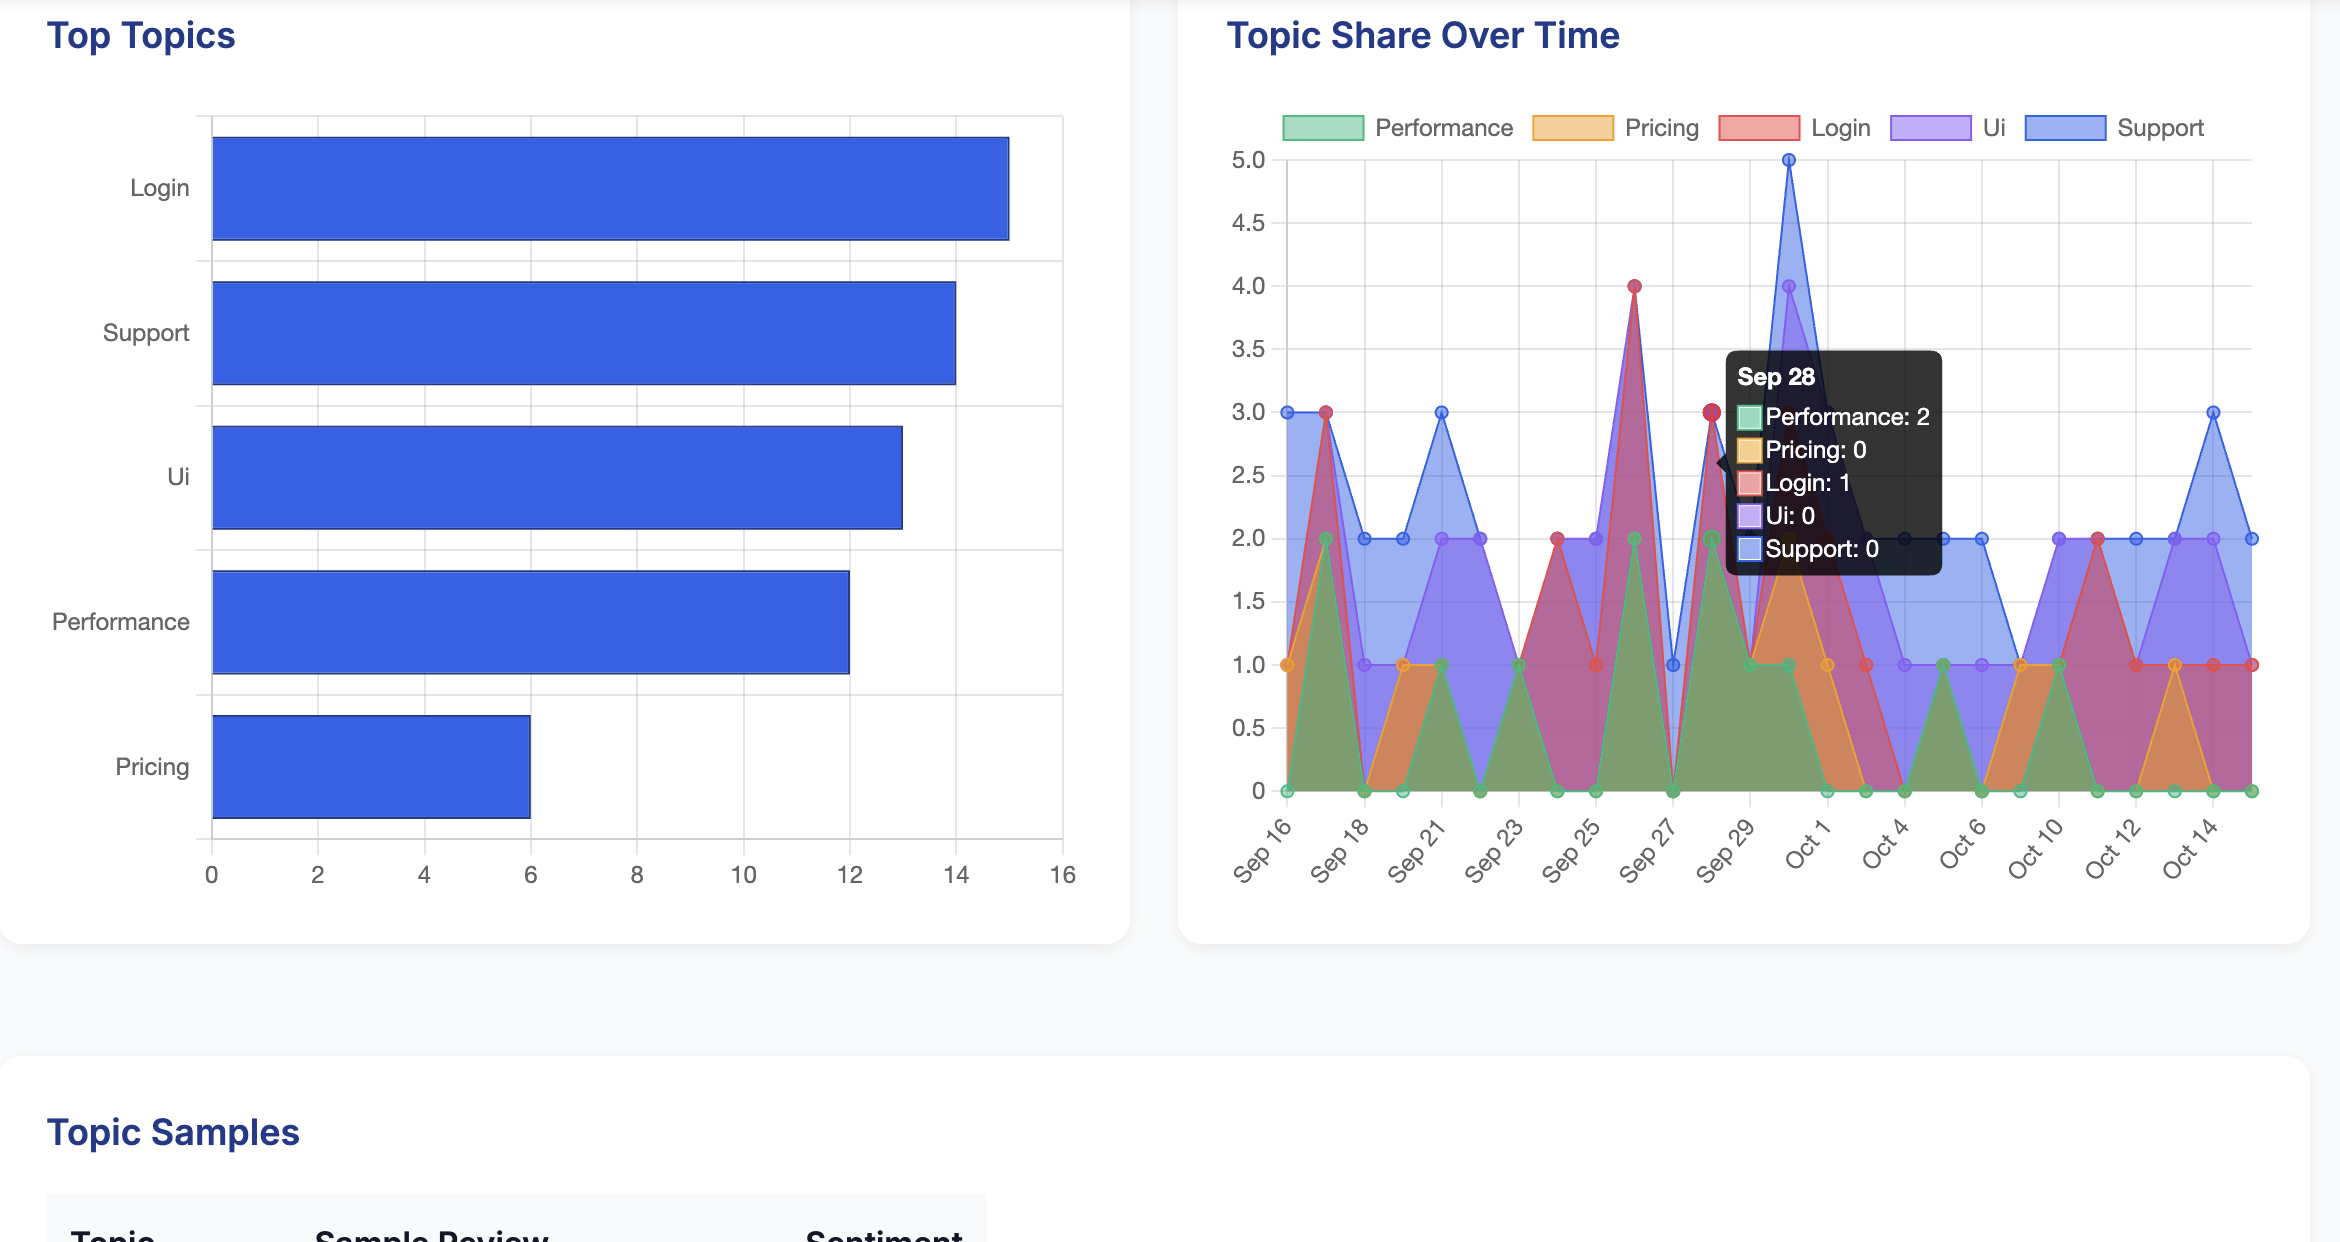 Top Topics
Login
Support
Ui
Performance
Pricing
0 2 4 6 8 10 12 14 16
Topic Share Over Time
Performance Pricing Login Ui Support
5.0
4.5
4.0
3.5
3.0
2.5
2.0
1.5
1.0
0.5
0
Sep 28
Performance: 2
Pricing: 0
Login: 1
Ui: 0
Support: 0
Sep 16 Sep 18 Sep 21 Sep 23 Sep 25 Sep 27 Sep 29 Oct 1 Oct 4 Oct 6 Oct 10 Oct 12 Oct 14
Topic Samples
Topic Sample Review Sentiment